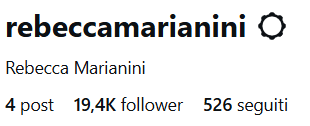 rebeccamarianini
Rebecca Marianini
4 post 19,4K follower 526 seguiti